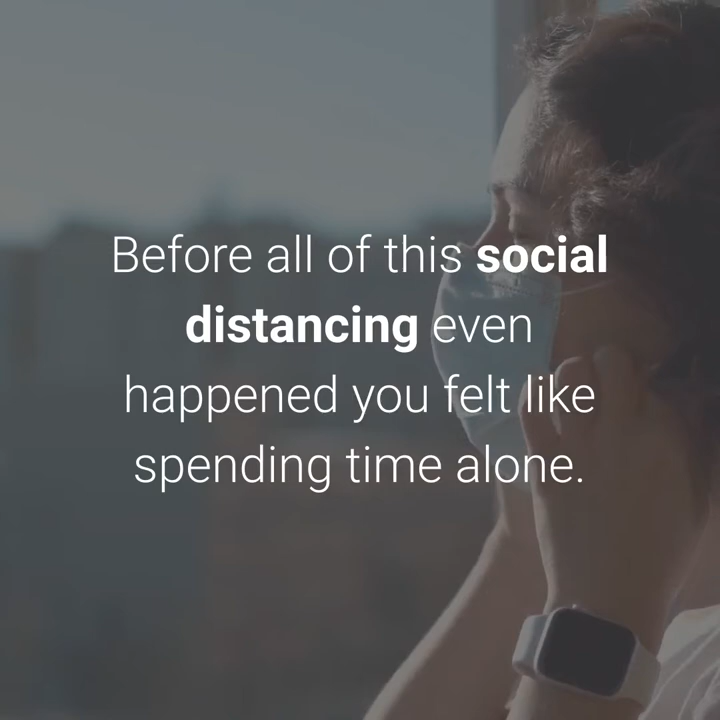 Before all of this social
distancing even
happened you felt like
spending time alone.